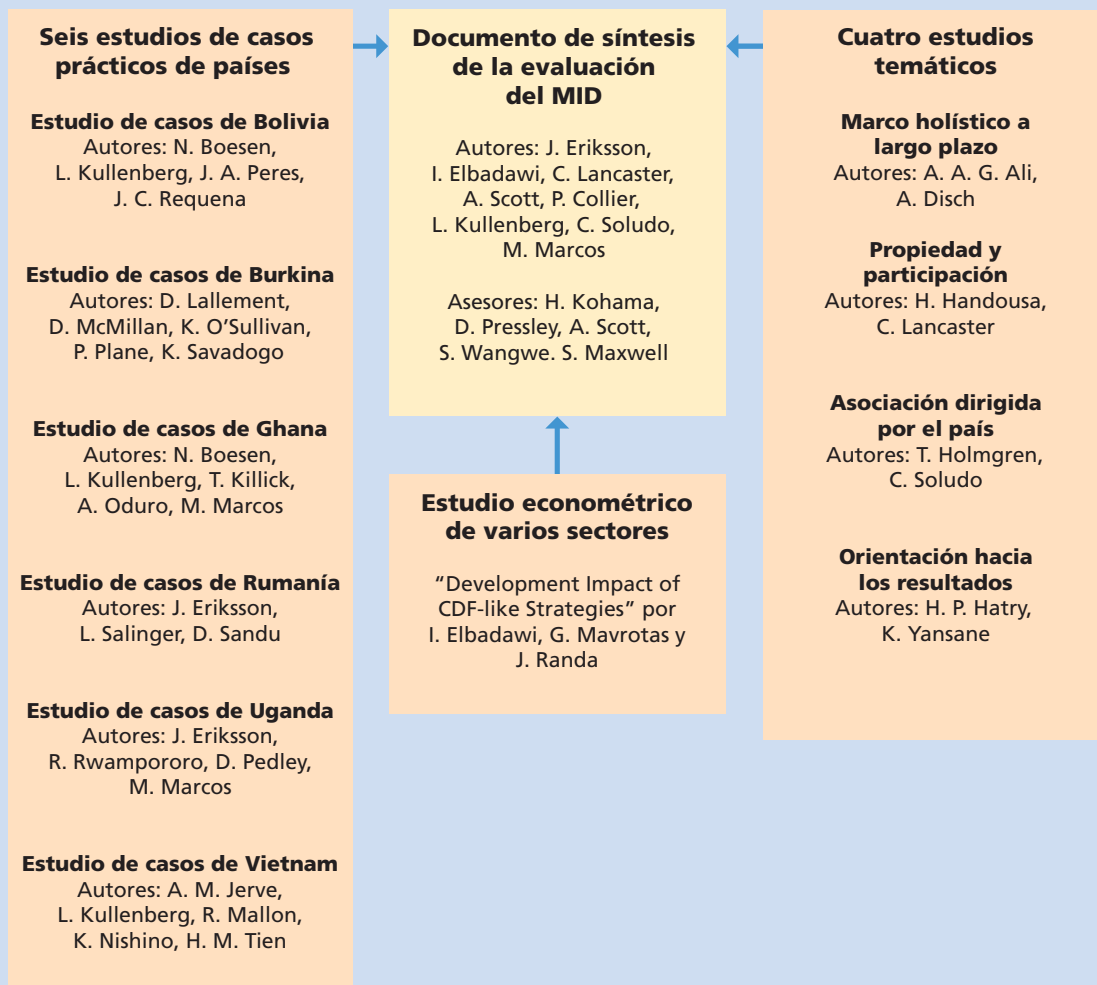 Seis estudios de casos
prácticos de países
Estudio de casos de Bolivia
Autores: N. Boesen,
L. Kullenberg, J. A. Peres,
J. C. Requena
Estudio de casos de Burkina
Autores: D. Lallement,
D. McMillan, K. O'Sullivan,
P. Plane, K. Savadogo
Estudio de casos de Ghana
Autores: N. Boesen,
L. Kullenberg, T. Killick,
A. Oduro, M. Marcos
Estudio de casos de Rumanía
Autores: J. Eriksson,
L. Salinger, D. Sandu
Estudio de casos de Uganda
Autores: J. Eriksson,
R. Rwampororo, D. Pedley,
M. Marcos
Estudio de casos de Vietnam
Autores: A. M. Jerve,
L. Kullenberg, R. Mallon,
K. Nishino, H. M. Tien
Documento de síntesis
de la evaluación
del MID
Autores: J. Eriksson,
I. Elbadawi, C. Lancaster,
A. Scott, P. Collier,
L. Kullenberg, C. Soludo,
M. Marcos
Asesores: H. Kohama,
D. Pressley, A. Scott,
S. Wangwe. S. Maxwell
Estudio econométrico
de varios sectores
“Development Impact of
CDF-like Strategies” por
I. Elbadawi, G. Mavrotas y
J. Randa
Cuatro estudios
temáticos
Marco holístico a
largo plazo
Autores: A. A. G. Ali,
A. Disch
Propiedad y
participación
Autores: H. Handousa,
C. Lancaster
Asociación dirigida
por el país
Autores: T. Holmgren,
C. Soludo
Orientación hacia
los resultados
Autores: H. P. Hatry,
K. Yansane